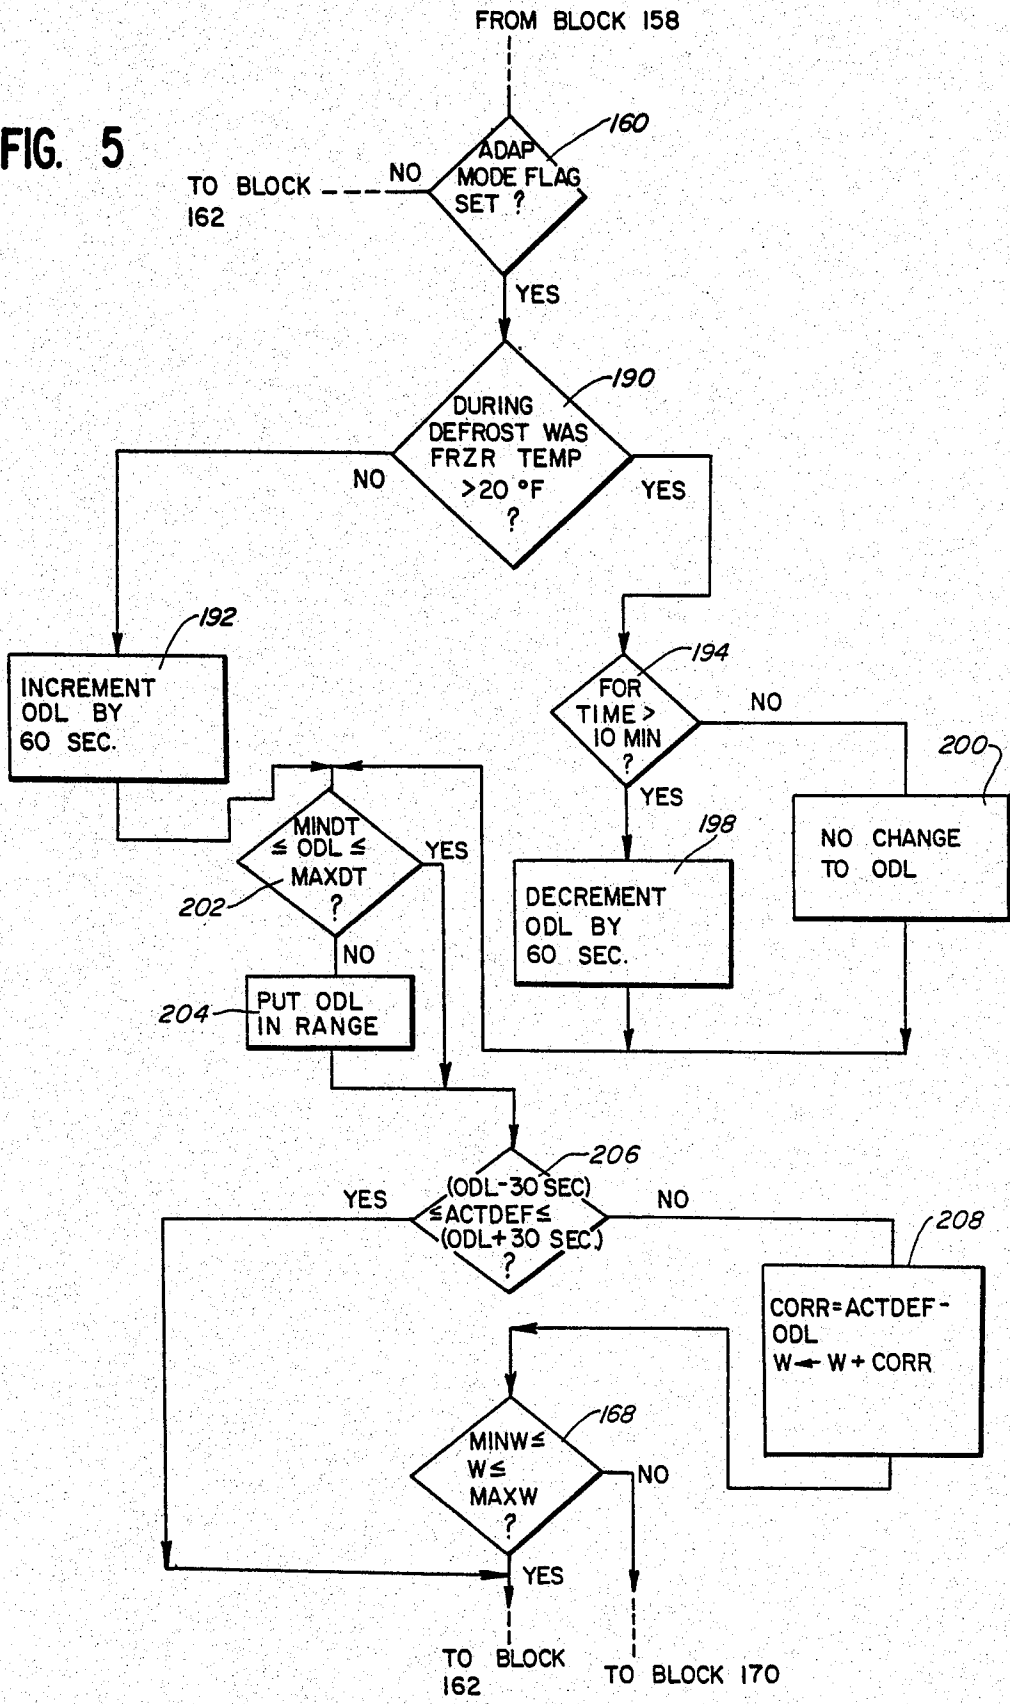 FROM BLOCK 158
FIG. 5
160
ADAP
MODE FLAG
SET ?
NO
TO BLOCK
162
YES
190
DURING
DEFROST WAS
FRZR TEMP
>20 °F
?
NO
YES
192
INCREMENT
ODL BY
60 SEC.
194
FOR
TIME >
10 MIN
?
NO
YES
200
NO CHANGE
TO ODL
198
DECREMENT
ODL BY
60 SEC.
MINDT
≤ ODL ≤
MAXDT
?
202
YES
NO
204
PUT ODL
IN RANGE
206
(ODL-30 SEC)
≤ACTDEF≤
(ODL+30 SEC.)
?
YES
NO
208
CORR=ACTDEF-
ODL
W← W + CORR
168
MINW≤
W≤
MAXW
?
NO
YES
TO BLOCK
162
TO BLOCK 170